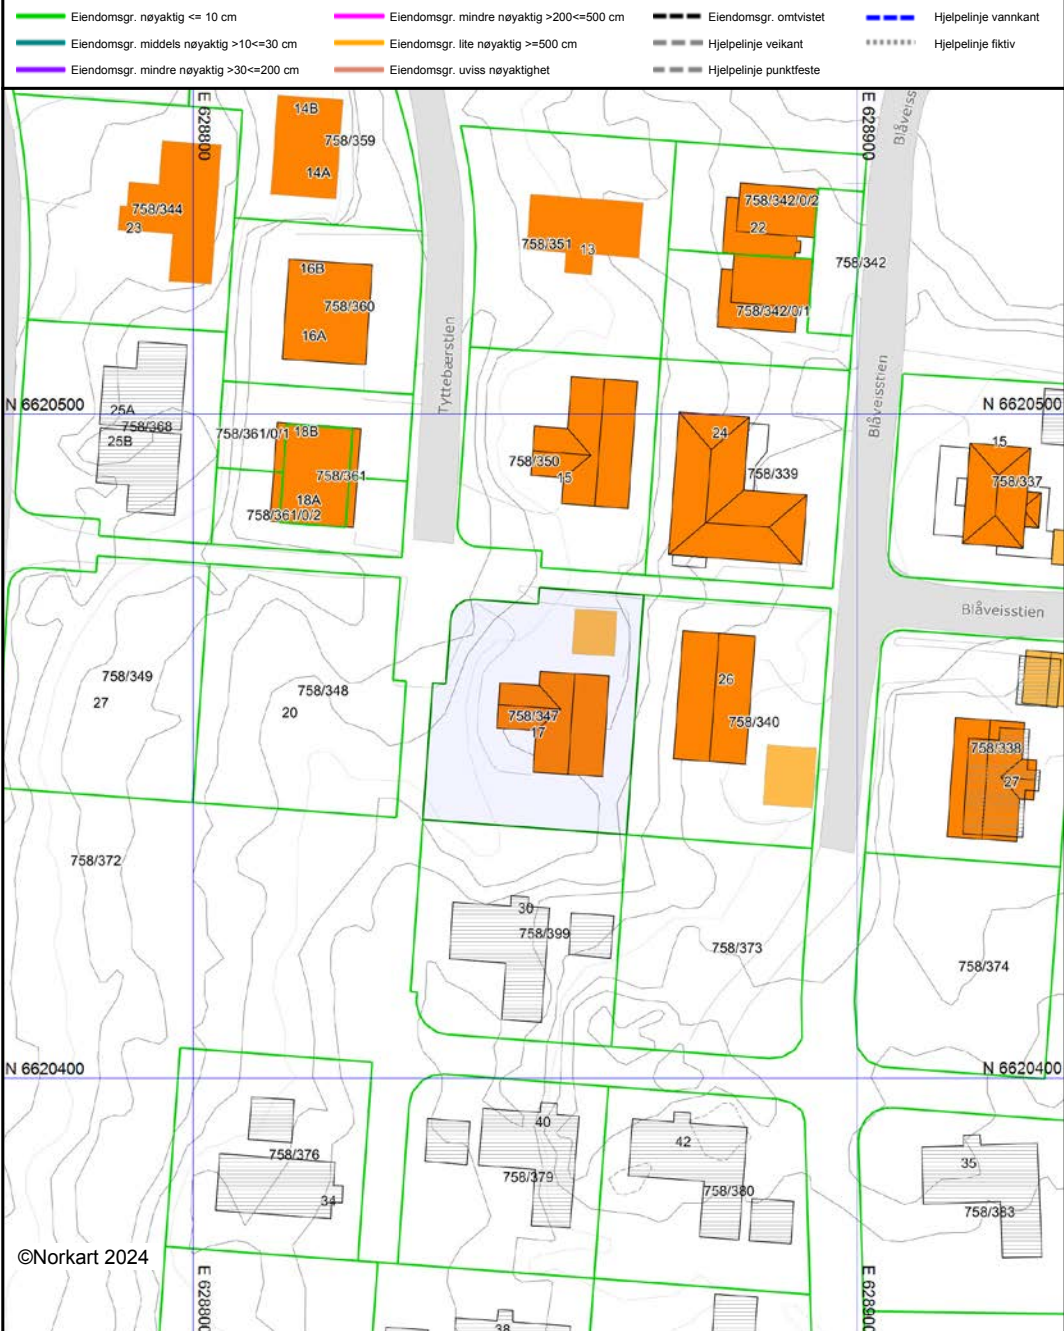 Eiendomsgr. nøyaktig <= 10 cm
Eiendomsgr. mindre nøyaktig >200<=500 cm
Eiendomsgr. omtvistet
Hjelpelinje vannkant
Eiendomsgr. middels nøyaktig >10<=30 cm
Eiendomsgr. lite nøyaktig >=500 cm
Hjelpelinje veikant
Hjelpelinje fiktiv
Eiendomsgr. mindre nøyaktig >30<=200 cm
Eiendomsgr. uviss nøyaktighet
Hjelpelinje punktfeste
E 628800
E 628900
Blåveiss
14B
758/359
14A
758/344
23
758/342/0/2
22
758/351
13
758/342
16B
758/360
16A
758/342/0/1
Tyttebærstien
Blåveisstien
N 6620500
N 6620500
25A
758/368
25B
758/361/0/1
18B
758/361
18A
758/361/0/2
758/350
15
24
758/339
15
758/337
Blåveisstien
758/349
27
758/348
20
758/347
17
26
758/340
758/338
27
758/372
30
758/399
758/373
758/374
N 6620400
N 6620400
40
42
35
758/376
34
758/379
758/380
758/383
©Norkart 2024
E 628800
E 628900
38